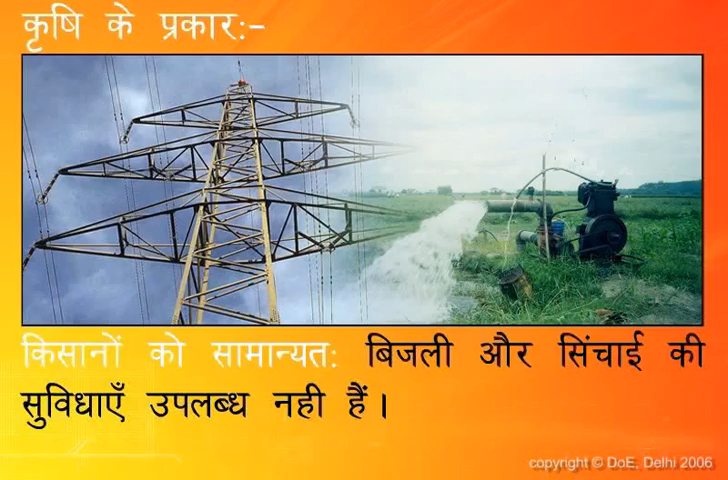 कृषि के प्रकार:-
किसानों को सामान्यत: बिजली और सिंचाई की
सुविधाएँ उपलब्ध नही हैं।
copyright © DoE, Delhi 2006